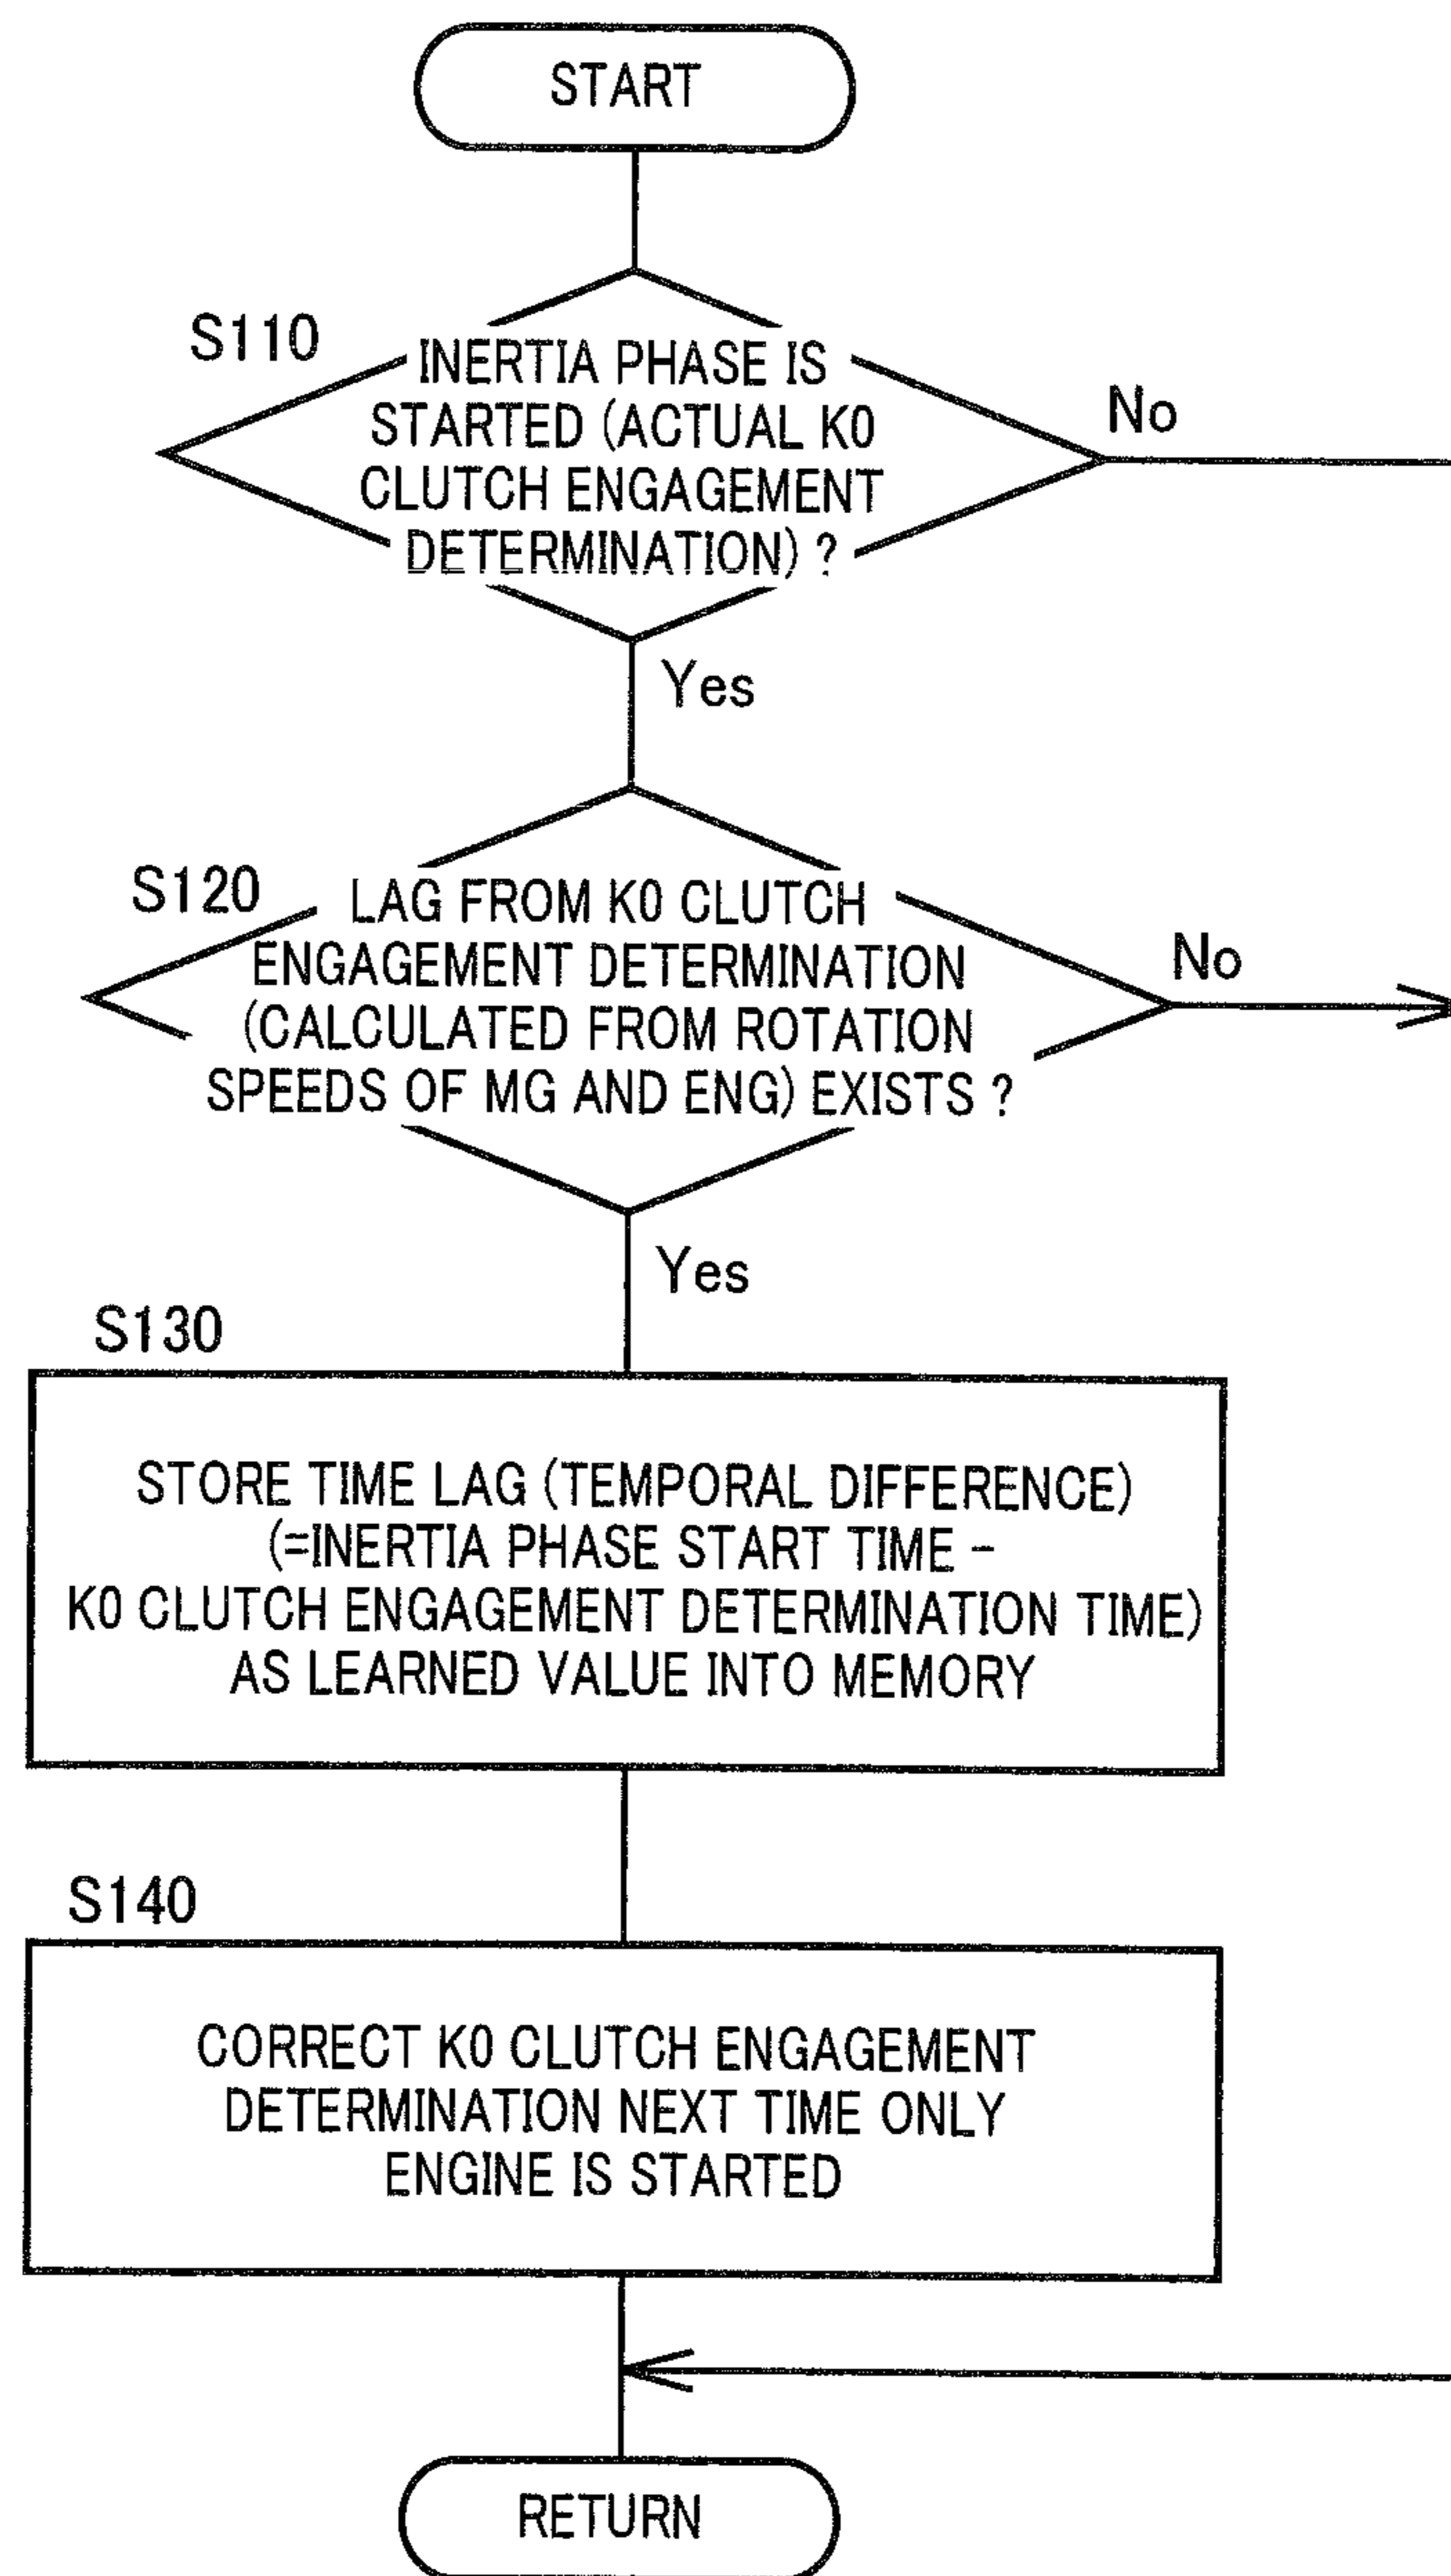 START
S110
INERTIA PHASE IS
STARTED (ACTUAL K0
CLUTCH ENGAGEMENT
DETERMINATION) ?
No
Yes
S120
LAG FROM K0 CLUTCH
ENGAGEMENT DETERMINATION
(CALCULATED FROM ROTATION
SPEEDS OF MG AND ENG) EXISTS ?
No
Yes
S130
STORE TIME LAG (TEMPORAL DIFFERENCE)
(=INERTIA PHASE START TIME −
K0 CLUTCH ENGAGEMENT DETERMINATION TIME)
AS LEARNED VALUE INTO MEMORY
S140
CORRECT K0 CLUTCH ENGAGEMENT
DETERMINATION NEXT TIME ONLY
ENGINE IS STARTED
RETURN